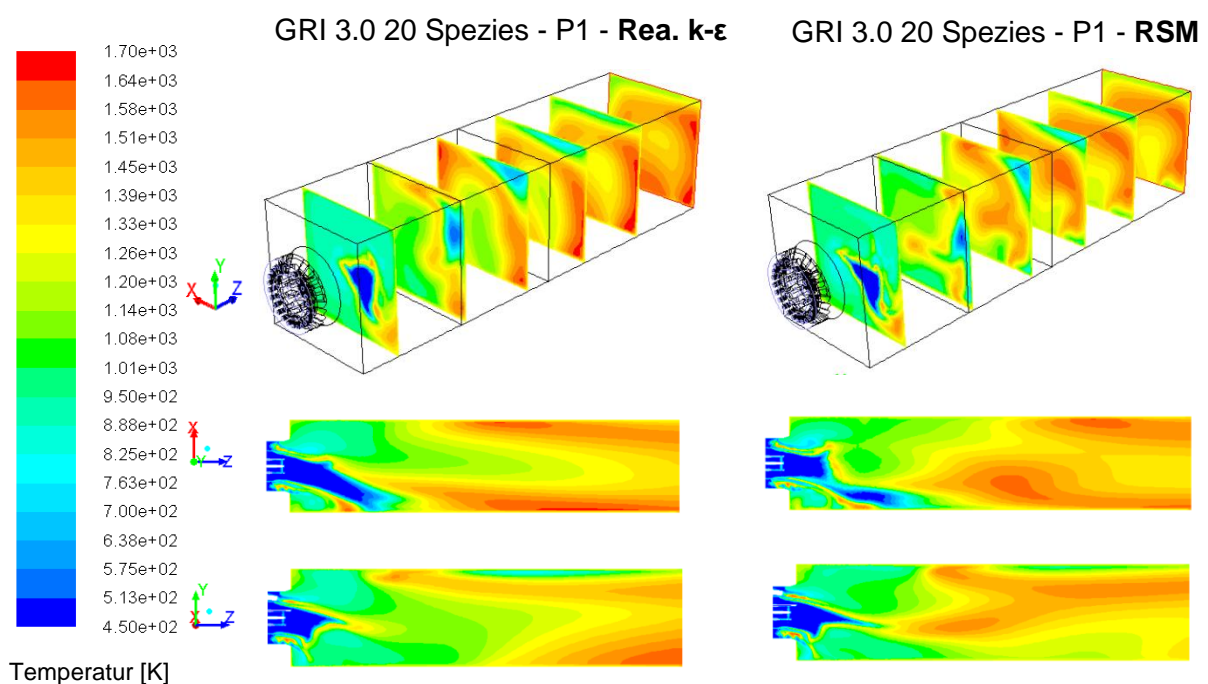 GRI 3.0 20 Spezies - P1 - Rea. k-ε
GRI 3.0 20 Spezies - P1 - RSM
1.70e+03
1.64e+03
1.58e+03
1.51e+03
1.45e+03
1.39e+03
1.33e+03
1.26e+03
1.20e+03
1.14e+03
1.08e+03
1.01e+03
9.50e+02
8.88e+02
8.25e+02
7.63e+02
7.00e+02
6.38e+02
5.75e+02
5.13e+02
4.50e+02
Y
X
Z
X
Y
Z
Y
X
Z
Temperatur [K]